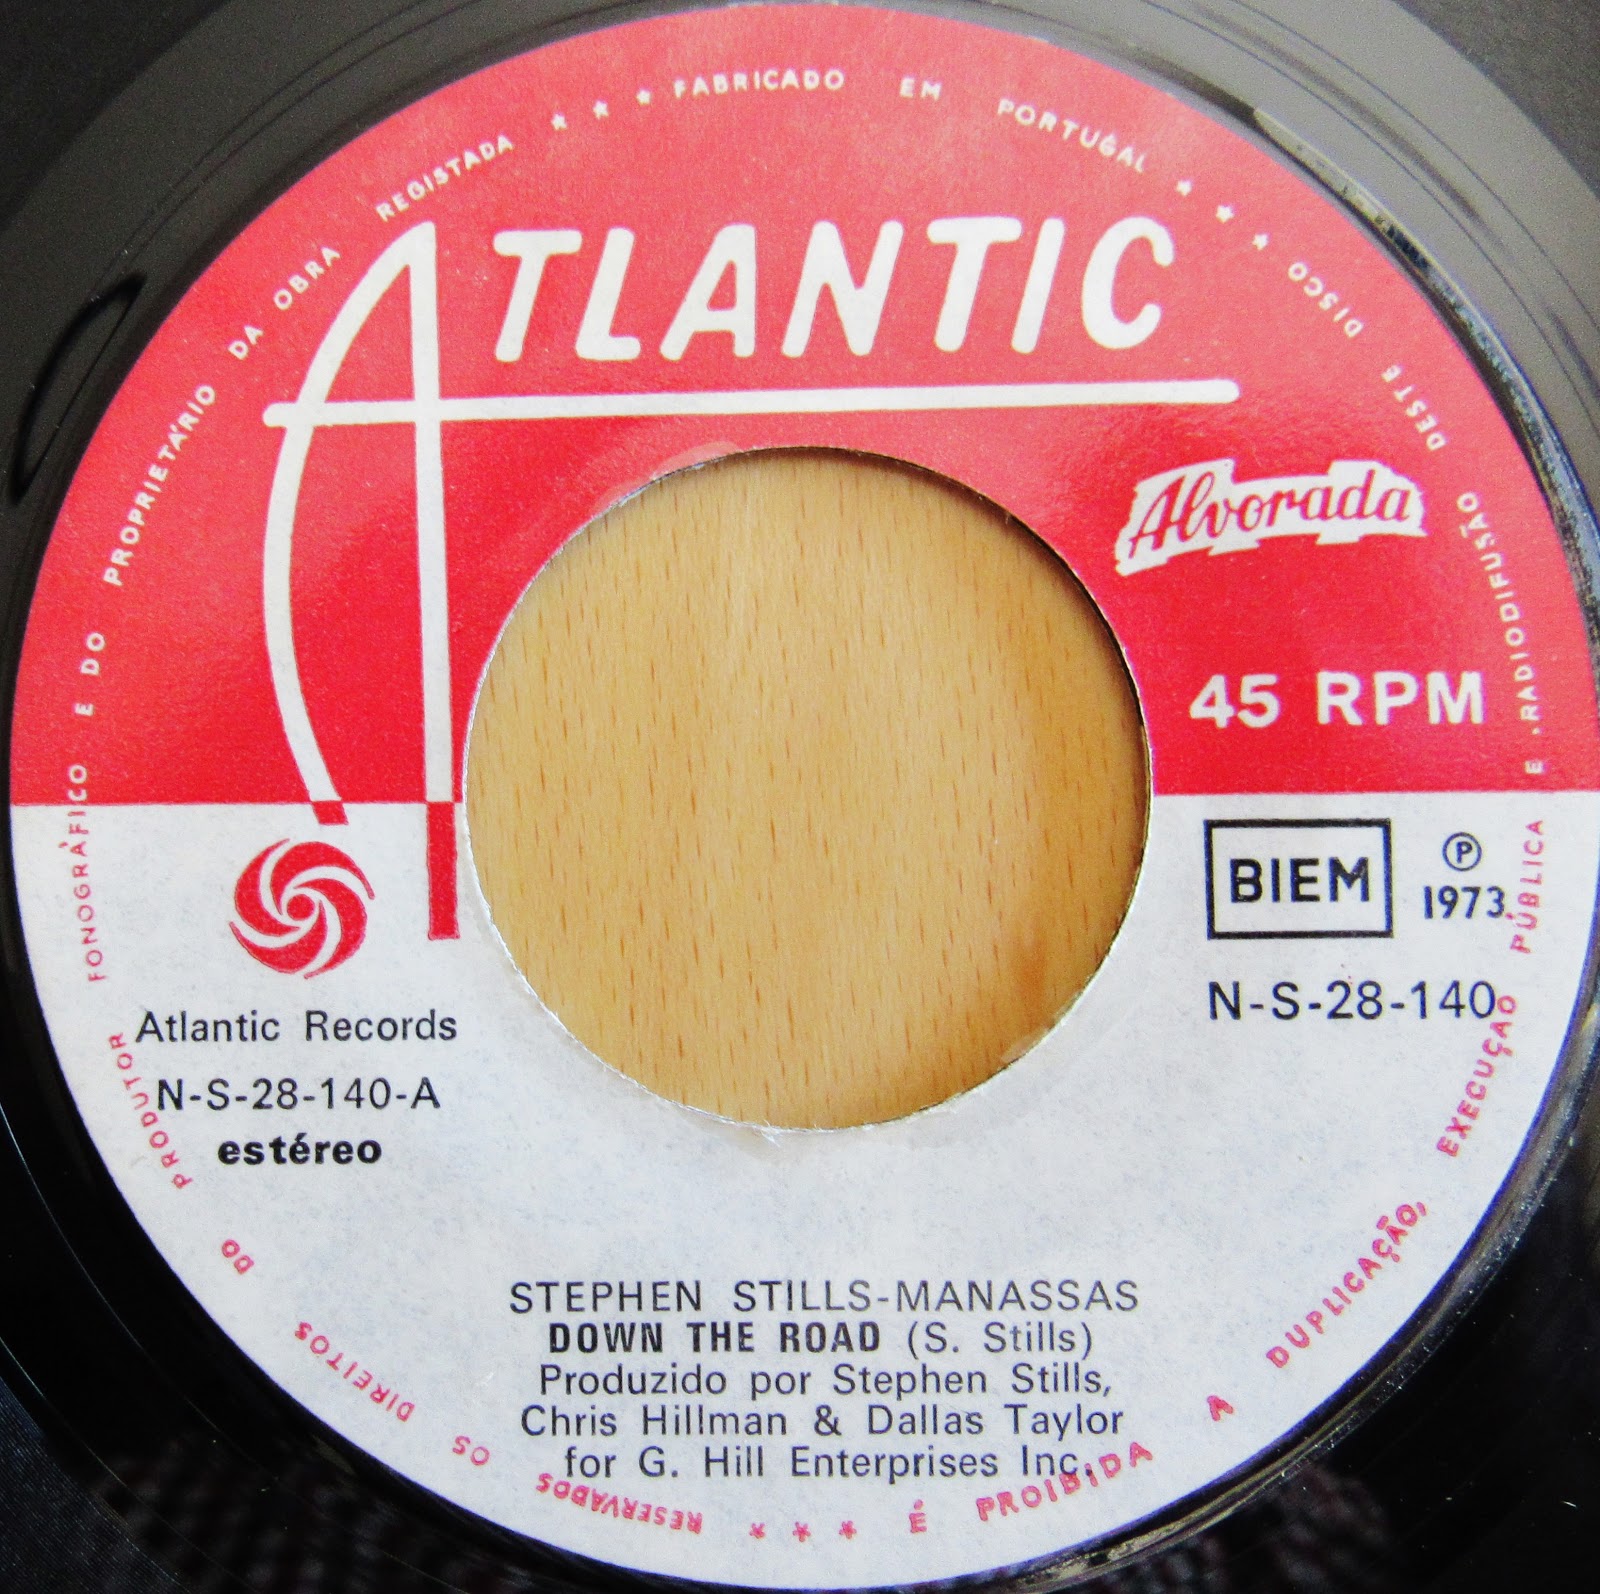 FABRICADO EM PORTUGAL ★ ★ ★ DISCO DESTE RADIODIFUSÃO E PÚBLICA EXECUÇAO DUPLICAÇÃO, A PROIBIDA É ★ ★ ★ RESERVADOS OS DIREITOS DO PRODUTOR FONOGRÁFICO E DO PROPRIETÁRIO DA OBRA REGISTADA ★ ★ ★
ATLANTIC
Alvorada
45 RPM
BIEM
Ⓟ
1973
N-S-28-140
Atlantic Records
N-S-28-140-A
estéreo
STEPHEN STILLS-MANASSAS
DOWN THE ROAD (S. Stills)
Produzido por Stephen Stills,
Chris Hillman & Dallas Taylor
for G. Hill Enterprises Inc.